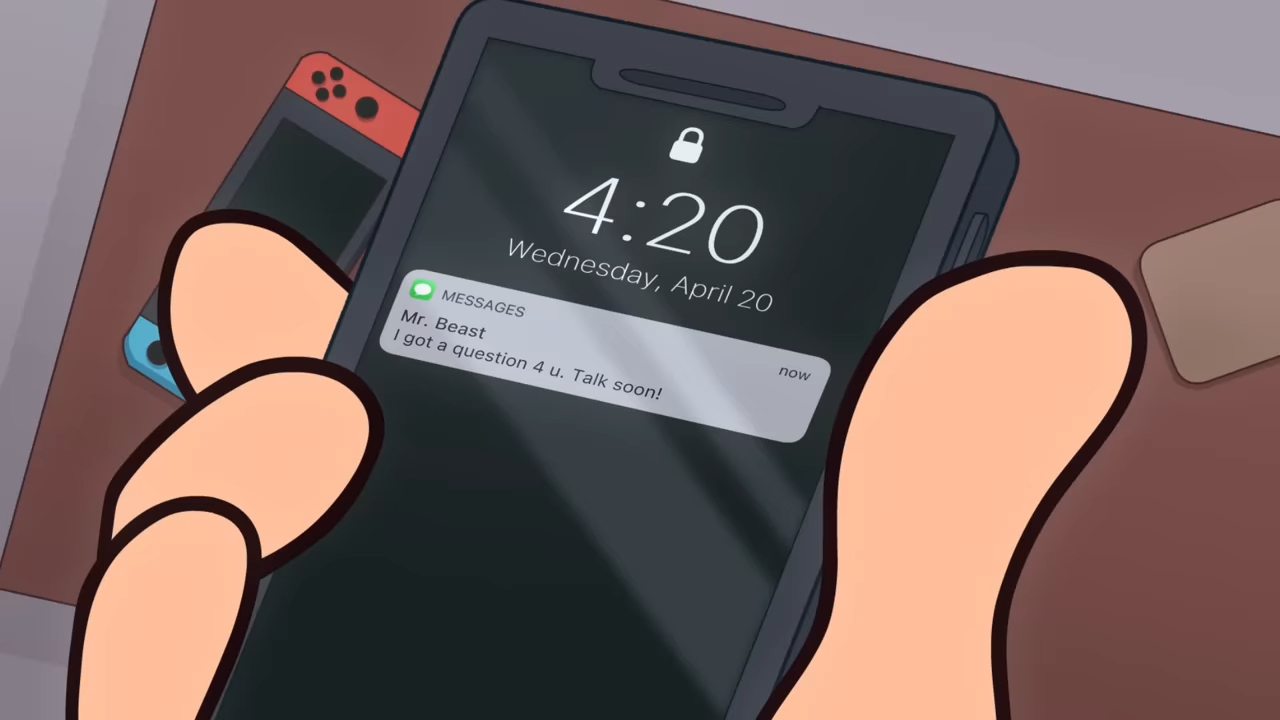 4:20
Wednesday, April 20
MESSAGES
now
Mr. Beast
I got a question 4 u. Talk soon!